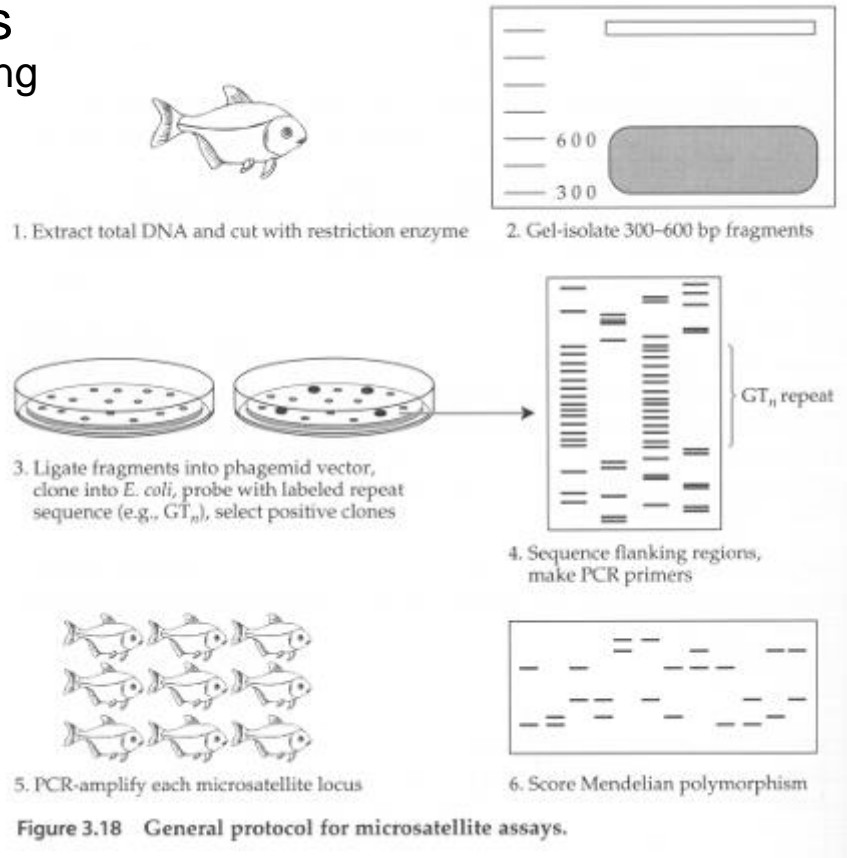 s
ng
600
300
1. Extract total DNA and cut with restriction enzyme
2. Gel-isolate 300–600 bp fragments
GTn repeat
3. Ligate fragments into phagemid vector,
clone into E. coli, probe with labeled repeat
sequence (e.g., GTn), select positive clones
4. Sequence flanking regions,
make PCR primers
5. PCR-amplify each microsatellite locus
6. Score Mendelian polymorphism
Figure 3.18 General protocol for microsatellite assays.